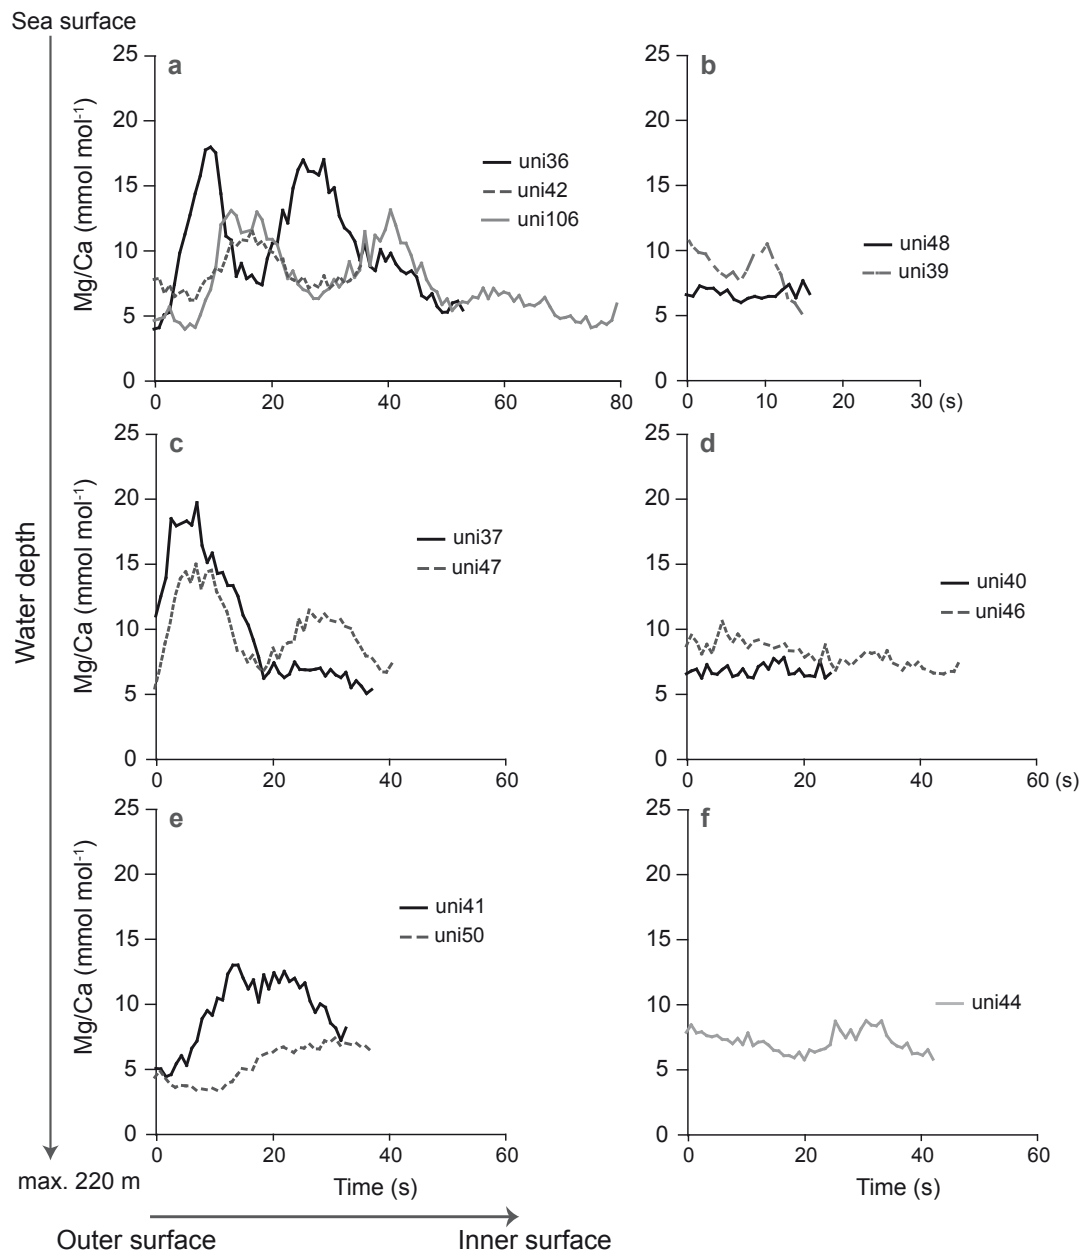 Sea surface
a
25
20
15
10
5
0
Mg/Ca (mmol mol-1)
uni36
uni42
uni106
0 20 40 60 80
b
25
20
15
10
5
0
uni48
uni39
0 10 20 30 (s)
c
25
20
15
10
5
0
Mg/Ca (mmol mol-1)
uni37
uni47
0 20 40 60
d
25
20
15
10
5
0
uni40
uni46
0 20 40 60 (s)
Water depth
e
25
20
15
10
5
0
Mg/Ca (mmol mol-1)
uni41
uni50
0 20 40 60
Time (s)
f
25
20
15
10
5
0
uni44
0 20 40 60
Time (s)
max. 220 m
Outer surface Inner surface